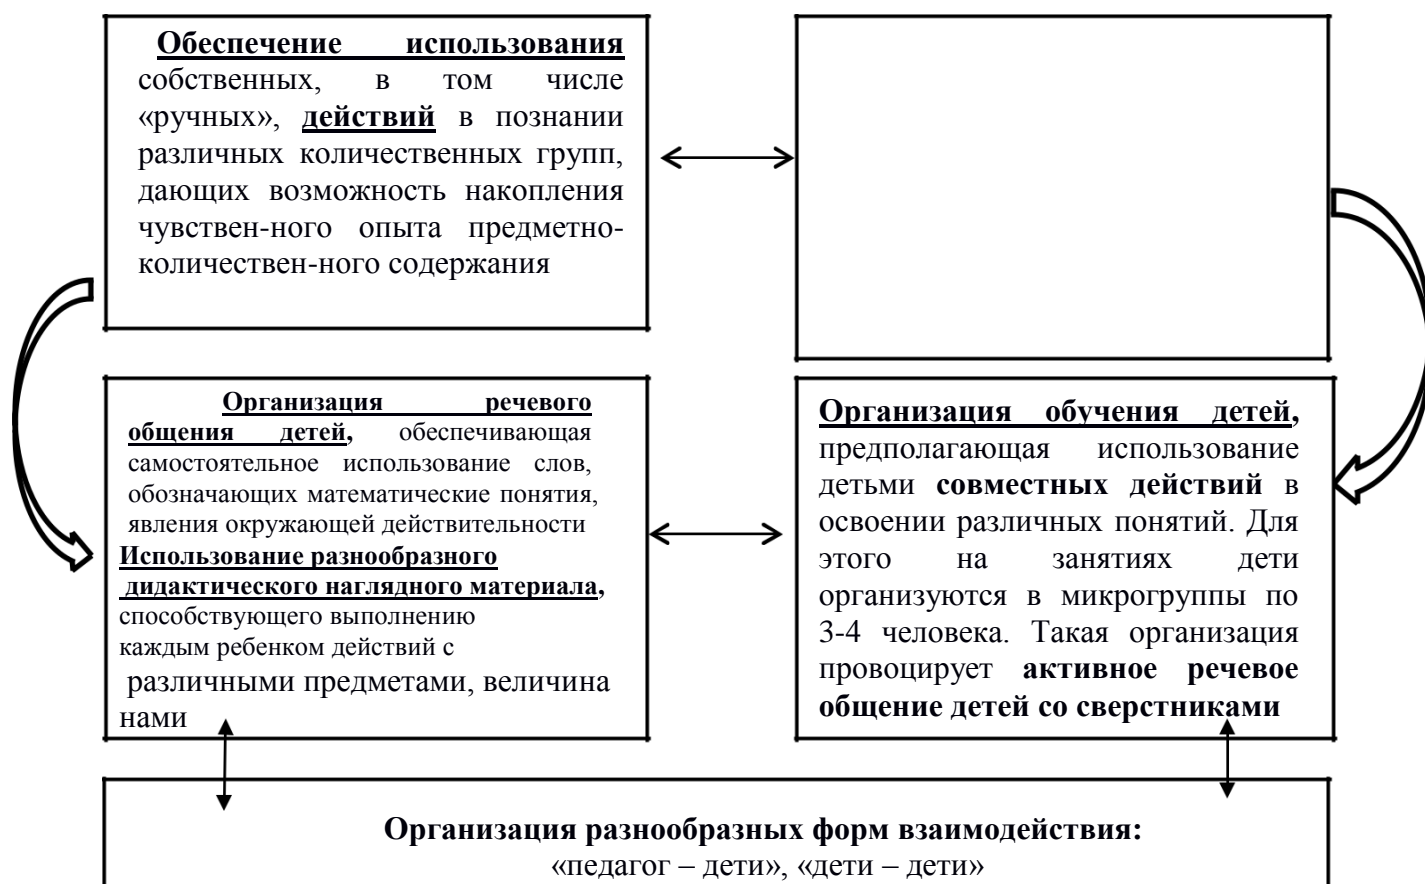 Обеспечение использования
собственных, в том числе
«ручных», действий в познании
различных количественных групп,
дающих возможность накопления
чувствен-ного опыта предметно-
количествен-ного содержания
Организация речевого
общения детей, обеспечивающая
самостоятельное использование слов,
обозначающих математические понятия,
явления окружающей действительности
Использование разнообразного
дидактического наглядного материала,
способствующего выполнению
каждым ребенком действий с
различными предметами, величина
нами
Организация обучения детей,
предполагающая использование
детьми совместных действий в
освоении различных понятий. Для
этого на занятиях дети
организуются в микрогруппы по
3-4 человека. Такая организация
провоцирует активное речевое
общение детей со сверстниками
Организация разнообразных форм взаимодействия:
«педагог – дети», «дети – дети»